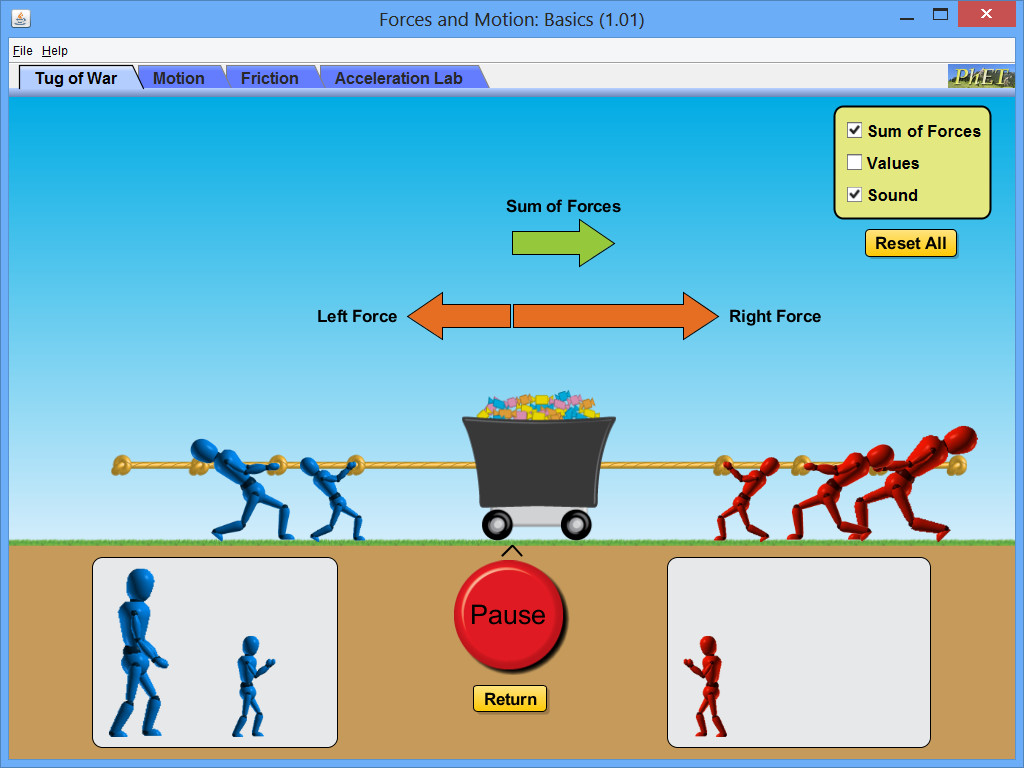 Forces and Motion: Basics (1.01)
File Help
Tug of War Motion Friction Acceleration Lab
PhET
Sum of Forces
Values
Sound
Reset All
Sum of Forces
Left Force
Right Force
Pause
Return